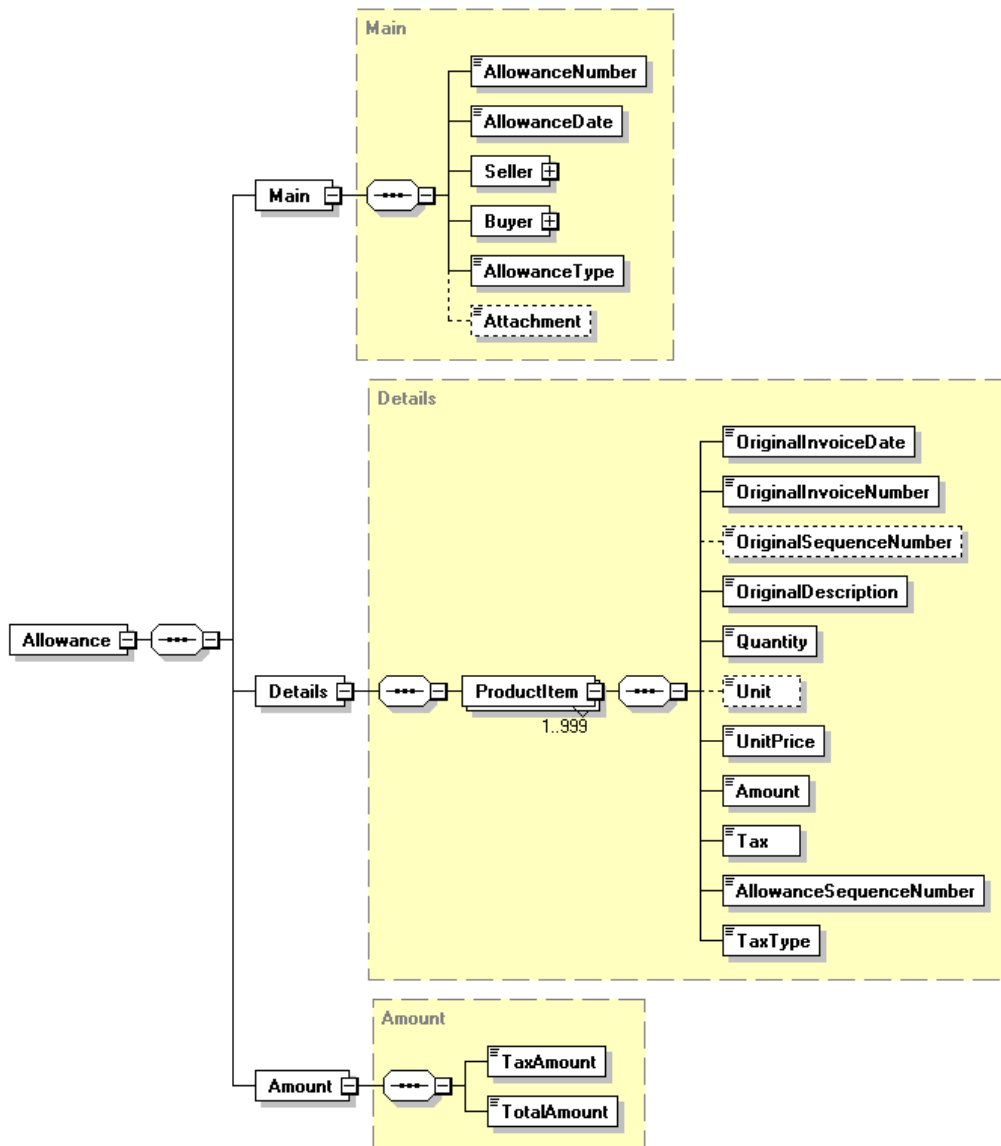 Main
AllowanceNumber
AllowanceDate
Seller
Buyer
AllowanceType
Attachment
Main
Details
OriginalInvoiceDate
OriginalInvoiceNumber
OriginalSequenceNumber
OriginalDescription
Quantity
Unit
UnitPrice
Amount
Tax
AllowanceSequenceNumber
TaxType
Allowance
Details
ProductItem
1..999
Amount
TaxAmount
TotalAmount
Amount